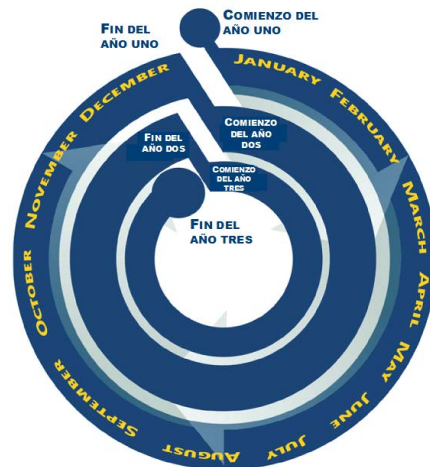 COMIENZO DEL
AÑO UNO
FIN DEL
AÑO UNO
JANUARY FEBRUARY MARCH APRIL MAY JUNE JULY AUGUST SEPTEMBER OCTOBER NOVEMBER DECEMBER
COMIENZO
DEL AÑO
DOS
FIN DEL
AÑO DOS
COMIENZO
DEL AÑO
TRES
FIN DEL
AÑO TRES